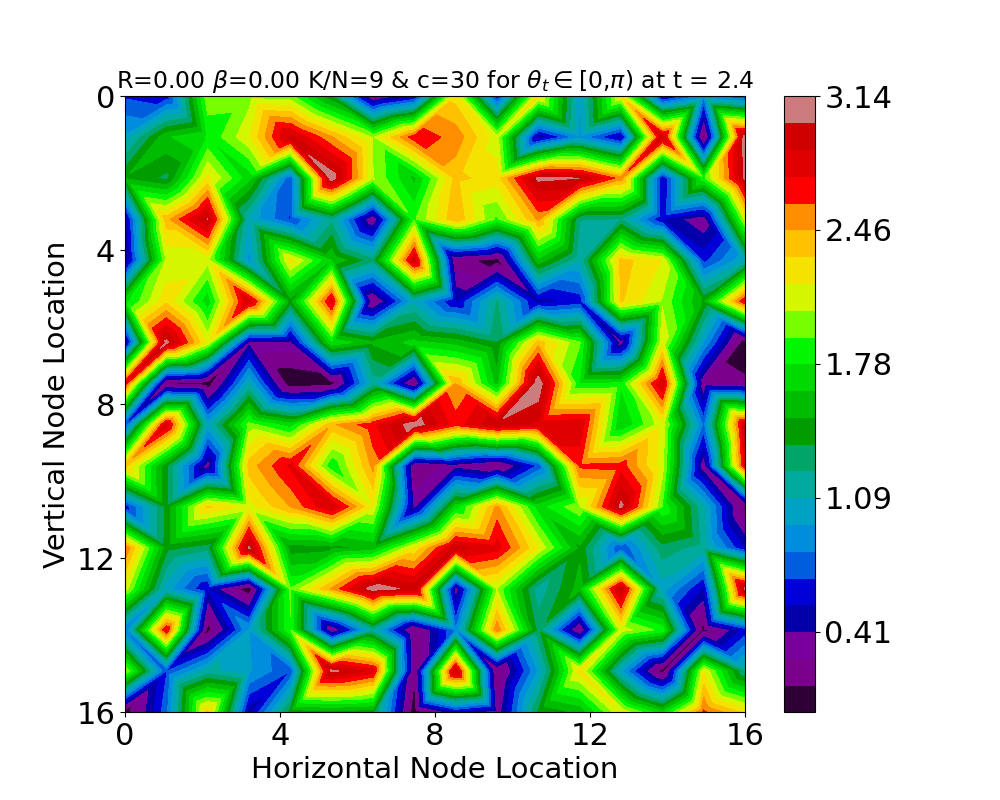 R=0.00 β=0.00 K/N=9 & c=30 for θₜ ∈ [0,π) at t = 2.4
0
4
8
12
16
Vertical Node Location
0 4 8 12 16
Horizontal Node Location
3.14
2.46
1.78
1.09
0.41